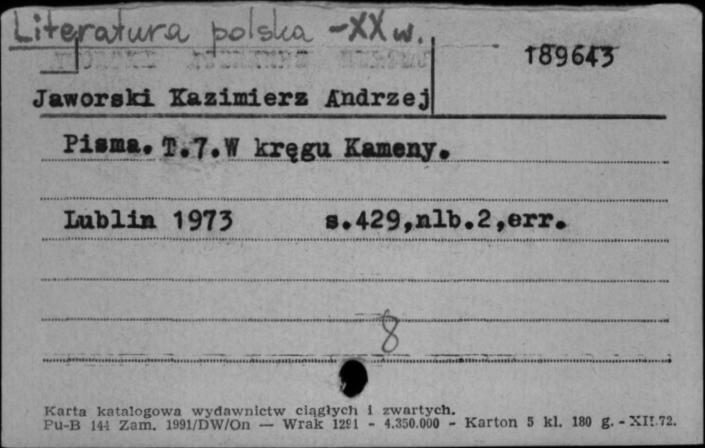 Literatura polska - XX w.
189643
Jaworski Kazimierz Andrzej
Pisma. T.7. W kręgu Kameny.
Lublin 1973 s.429,nlb.2,err.
8
Karta katalogowa wydawnictw ciągłych i zwartych.
Pu-B 144 Zam. 1991/DW/On — Wrak 1291 - 4.350.000 - Karton 5 kl. 180 g. - XII.72.